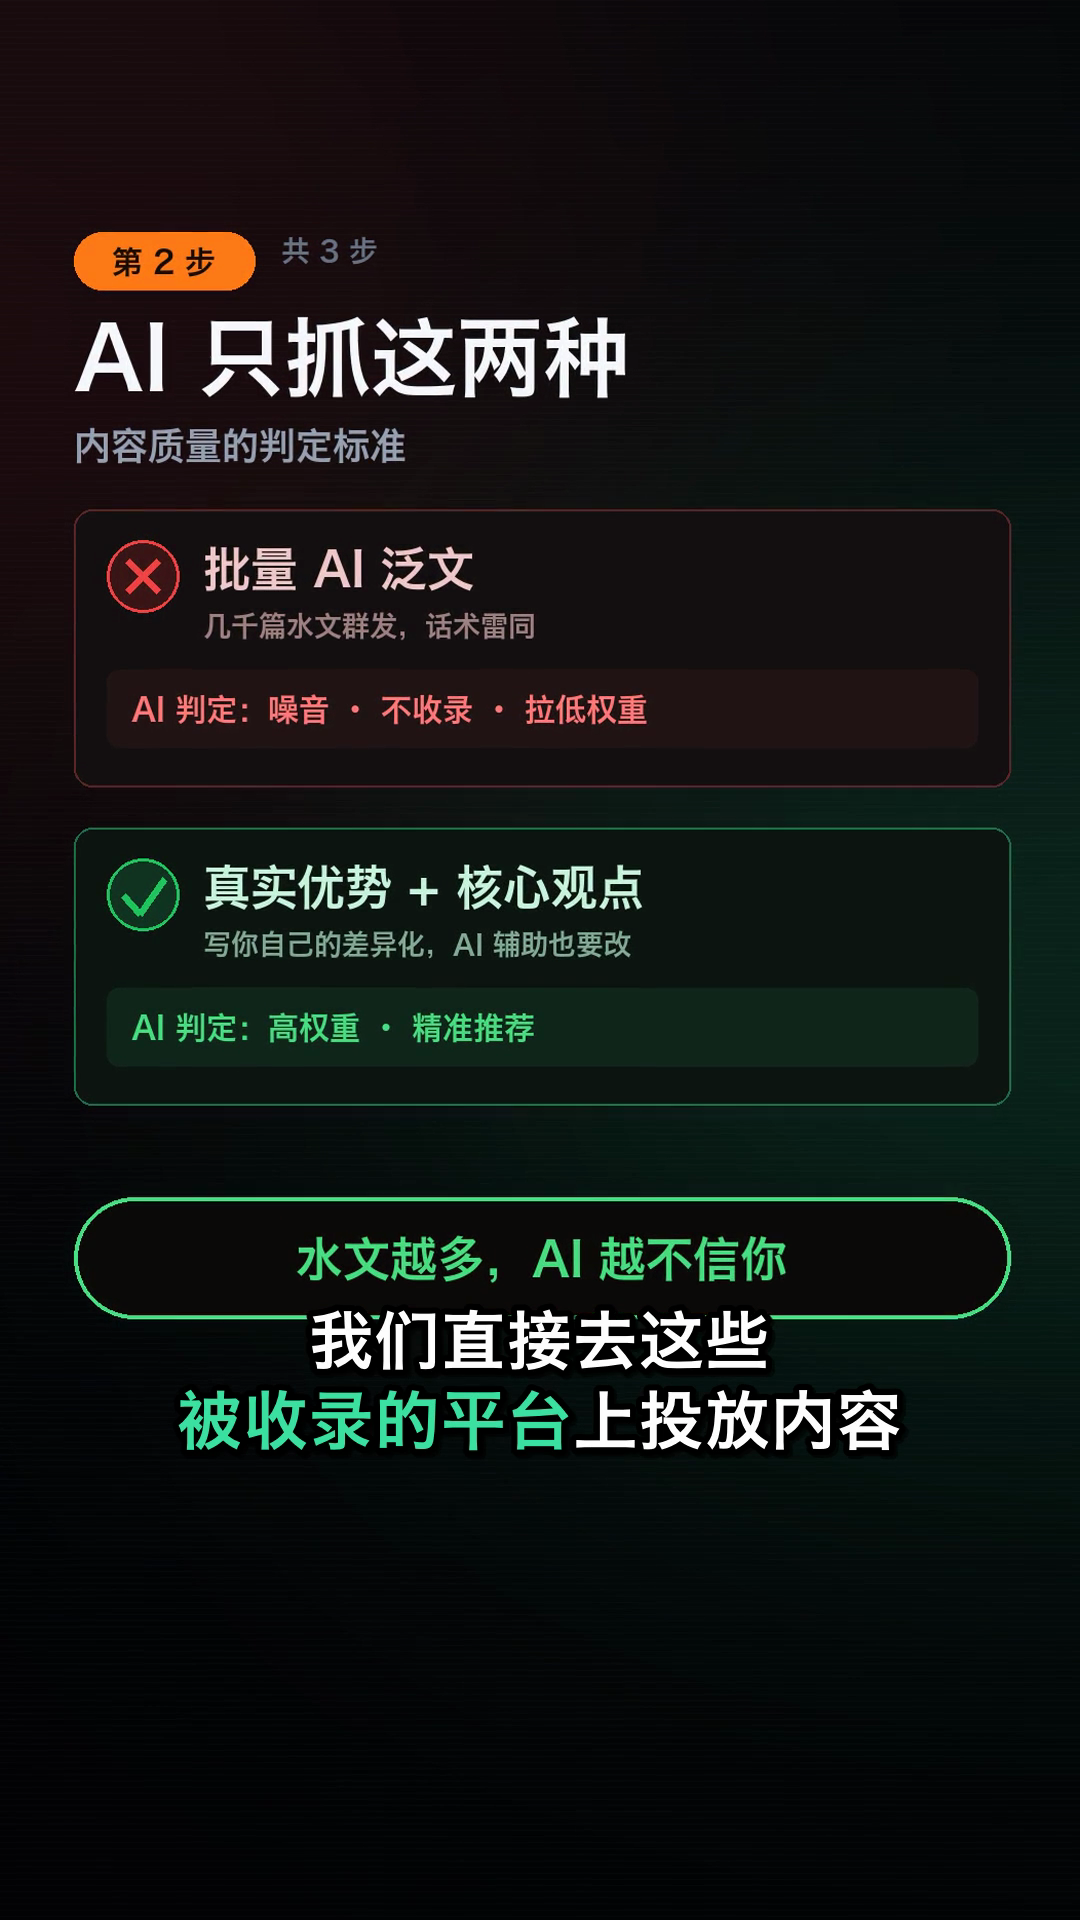 第 2 步
共 3 步
AI 只抓这两种
内容质量的判定标准
批量 AI 泛文
几千篇水文群发，话术雷同
AI 判定：噪音 · 不收录 · 拉低权重
真实优势 + 核心观点
写你自己的差异化，AI 辅助也要改
AI 判定：高权重 · 精准推荐
水文越多，AI 越不信你
我们直接去这些
被收录的平台上投放内容